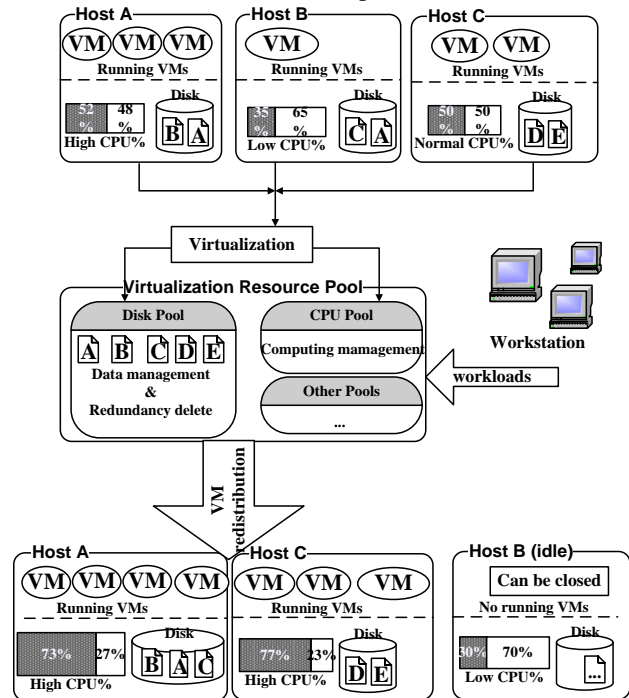 Host A
VM VM VM
Running VMs
52 % 48 %
High CPU%
Disk
B A
Host B
VM
Running VMs
35 % 65 %
Low CPU%
Disk
C A
Host C
VM VM
Running VMs
50 % 50 %
Normal CPU%
Disk
D E
Virtualization
Virtualization Resource Pool
Disk Pool
A B C D E
Data management
&
Redundancy delete
CPU Pool
Computing mamagement
Other Pools
...
Workstation
workloads
VM
redistribution
Host A
VM VM VM VM
Running VMs
73% 27%
High CPU%
Disk
B A C
Host C
VM VM VM
Running VMs
77% 23%
High CPU%
Disk
D E
Host B (idle)
Can be closed
No running VMs
30% 70%
Low CPU%
Disk
...